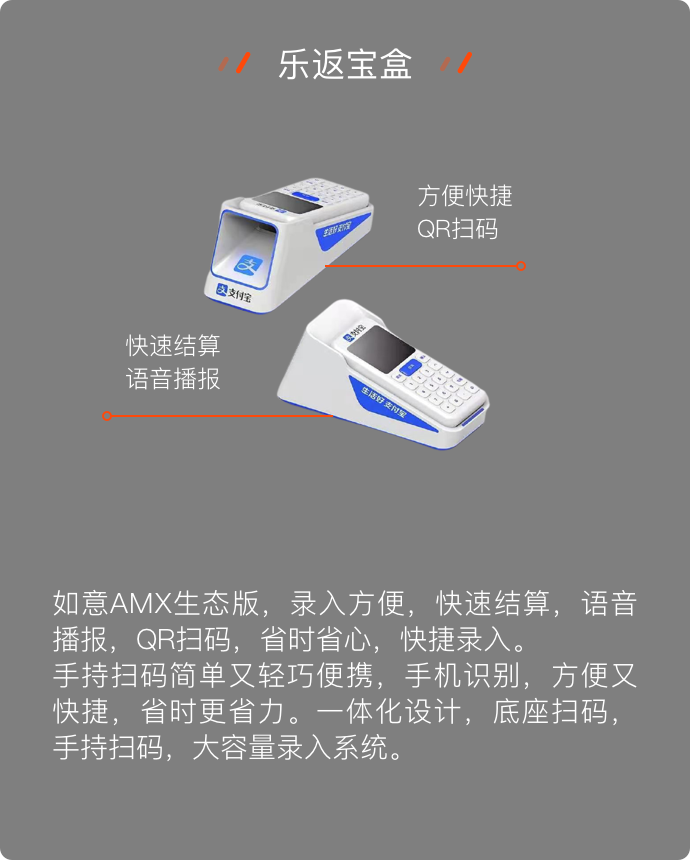 乐返宝盒
方便快捷
QR扫码
生活好 支付宝
支付宝
快速结算
语音播报
支付宝
生活好 支付宝
如意AMX生态版，录入方便，快速结算，语音
播报，QR扫码，省时省心，快捷录入。
手持扫码简单又轻巧便携，手机识别，方便又
快捷，省时更省力。一体化设计，底座扫码，
手持扫码，大容量录入系统。